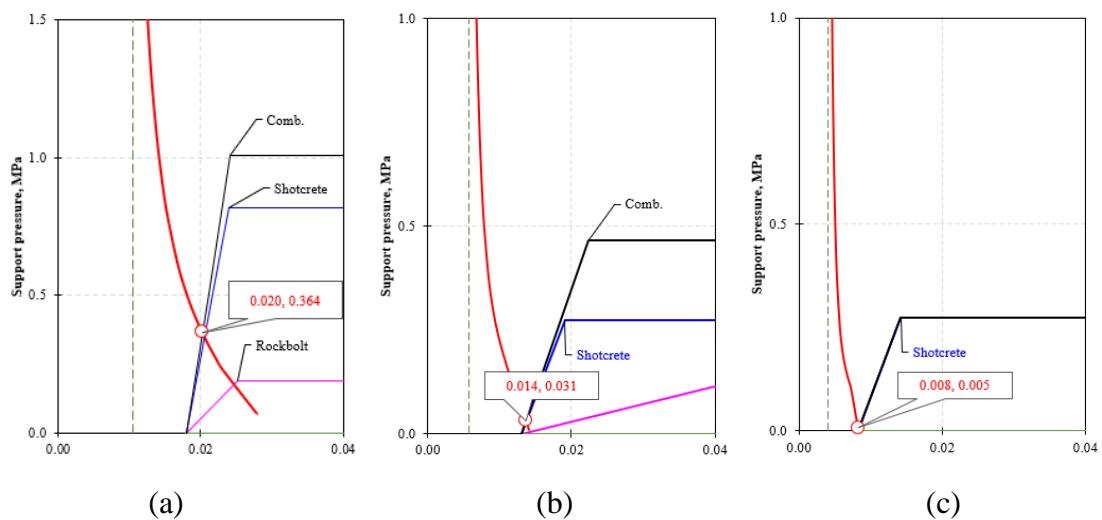 1.5
1.0
0.5
0.0
0.00
0.02
0.04
Support pressure, MPa
Comb.
Shotcrete
0.020, 0.364
Rockbolt
(a)
1.0
0.5
0.0
0.00
0.02
0.04
Support pressure, MPa
Comb.
Shotcrete
0.014, 0.031
(b)
1.0
0.5
0.0
0.00
0.02
0.04
Support pressure, MPa
Shotcrete
0.008, 0.005
(c)